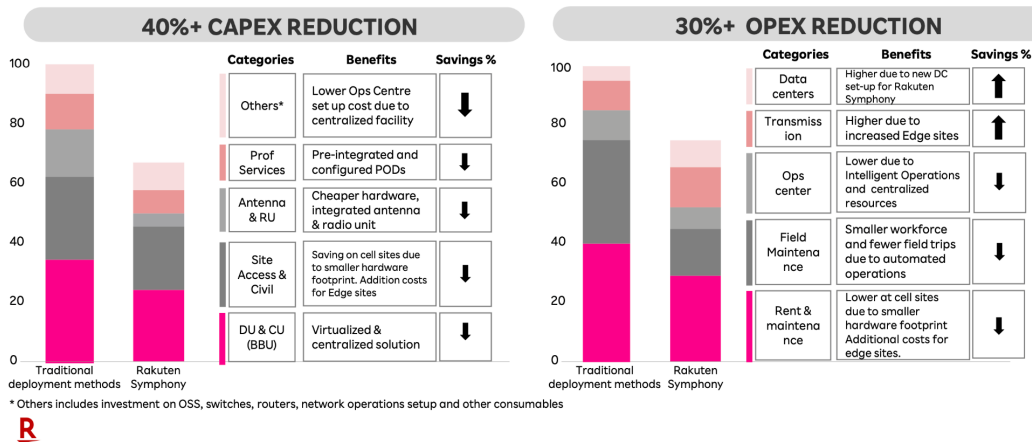 40%+ CAPEX REDUCTION
100
80
60
40
20
0
Traditional
deployment methods
Rakuten
Symphony
Categories
Benefits
Savings %
Others*
Lower Ops Centre
set up cost due to
centralized facility
Prof
Services
Pre-integrated and
configured PODs
Antenna
& RU
Cheaper hardware,
integrated antenna
& radio unit
Site
Access &
Civil
Saving on cell sites due
to smaller hardware
footprint. Addition costs
for Edge sites
DU & CU
(BBU)
Virtualized &
centralized solution
30%+ OPEX REDUCTION
100
80
60
40
20
0
Traditional
deployment methods
Rakuten
Symphony
Categories
Benefits
Savings %
Data
centers
Higher due to new DC
set-up for Rakuten
Symphony
Transmiss
ion
Higher due to
increased Edge sites
Ops
center
Lower due to
Intelligent Operations
and centralized
resources
Field
Maintena
nce
Smaller workforce
and fewer field trips
due to automated
operations
Rent &
maintena
nce
Lower at cell sites
due to smaller
hardware footprint
Additional costs for
edge sites.
* Others includes investment on OSS, switches, routers, network operations setup and other consumables
R